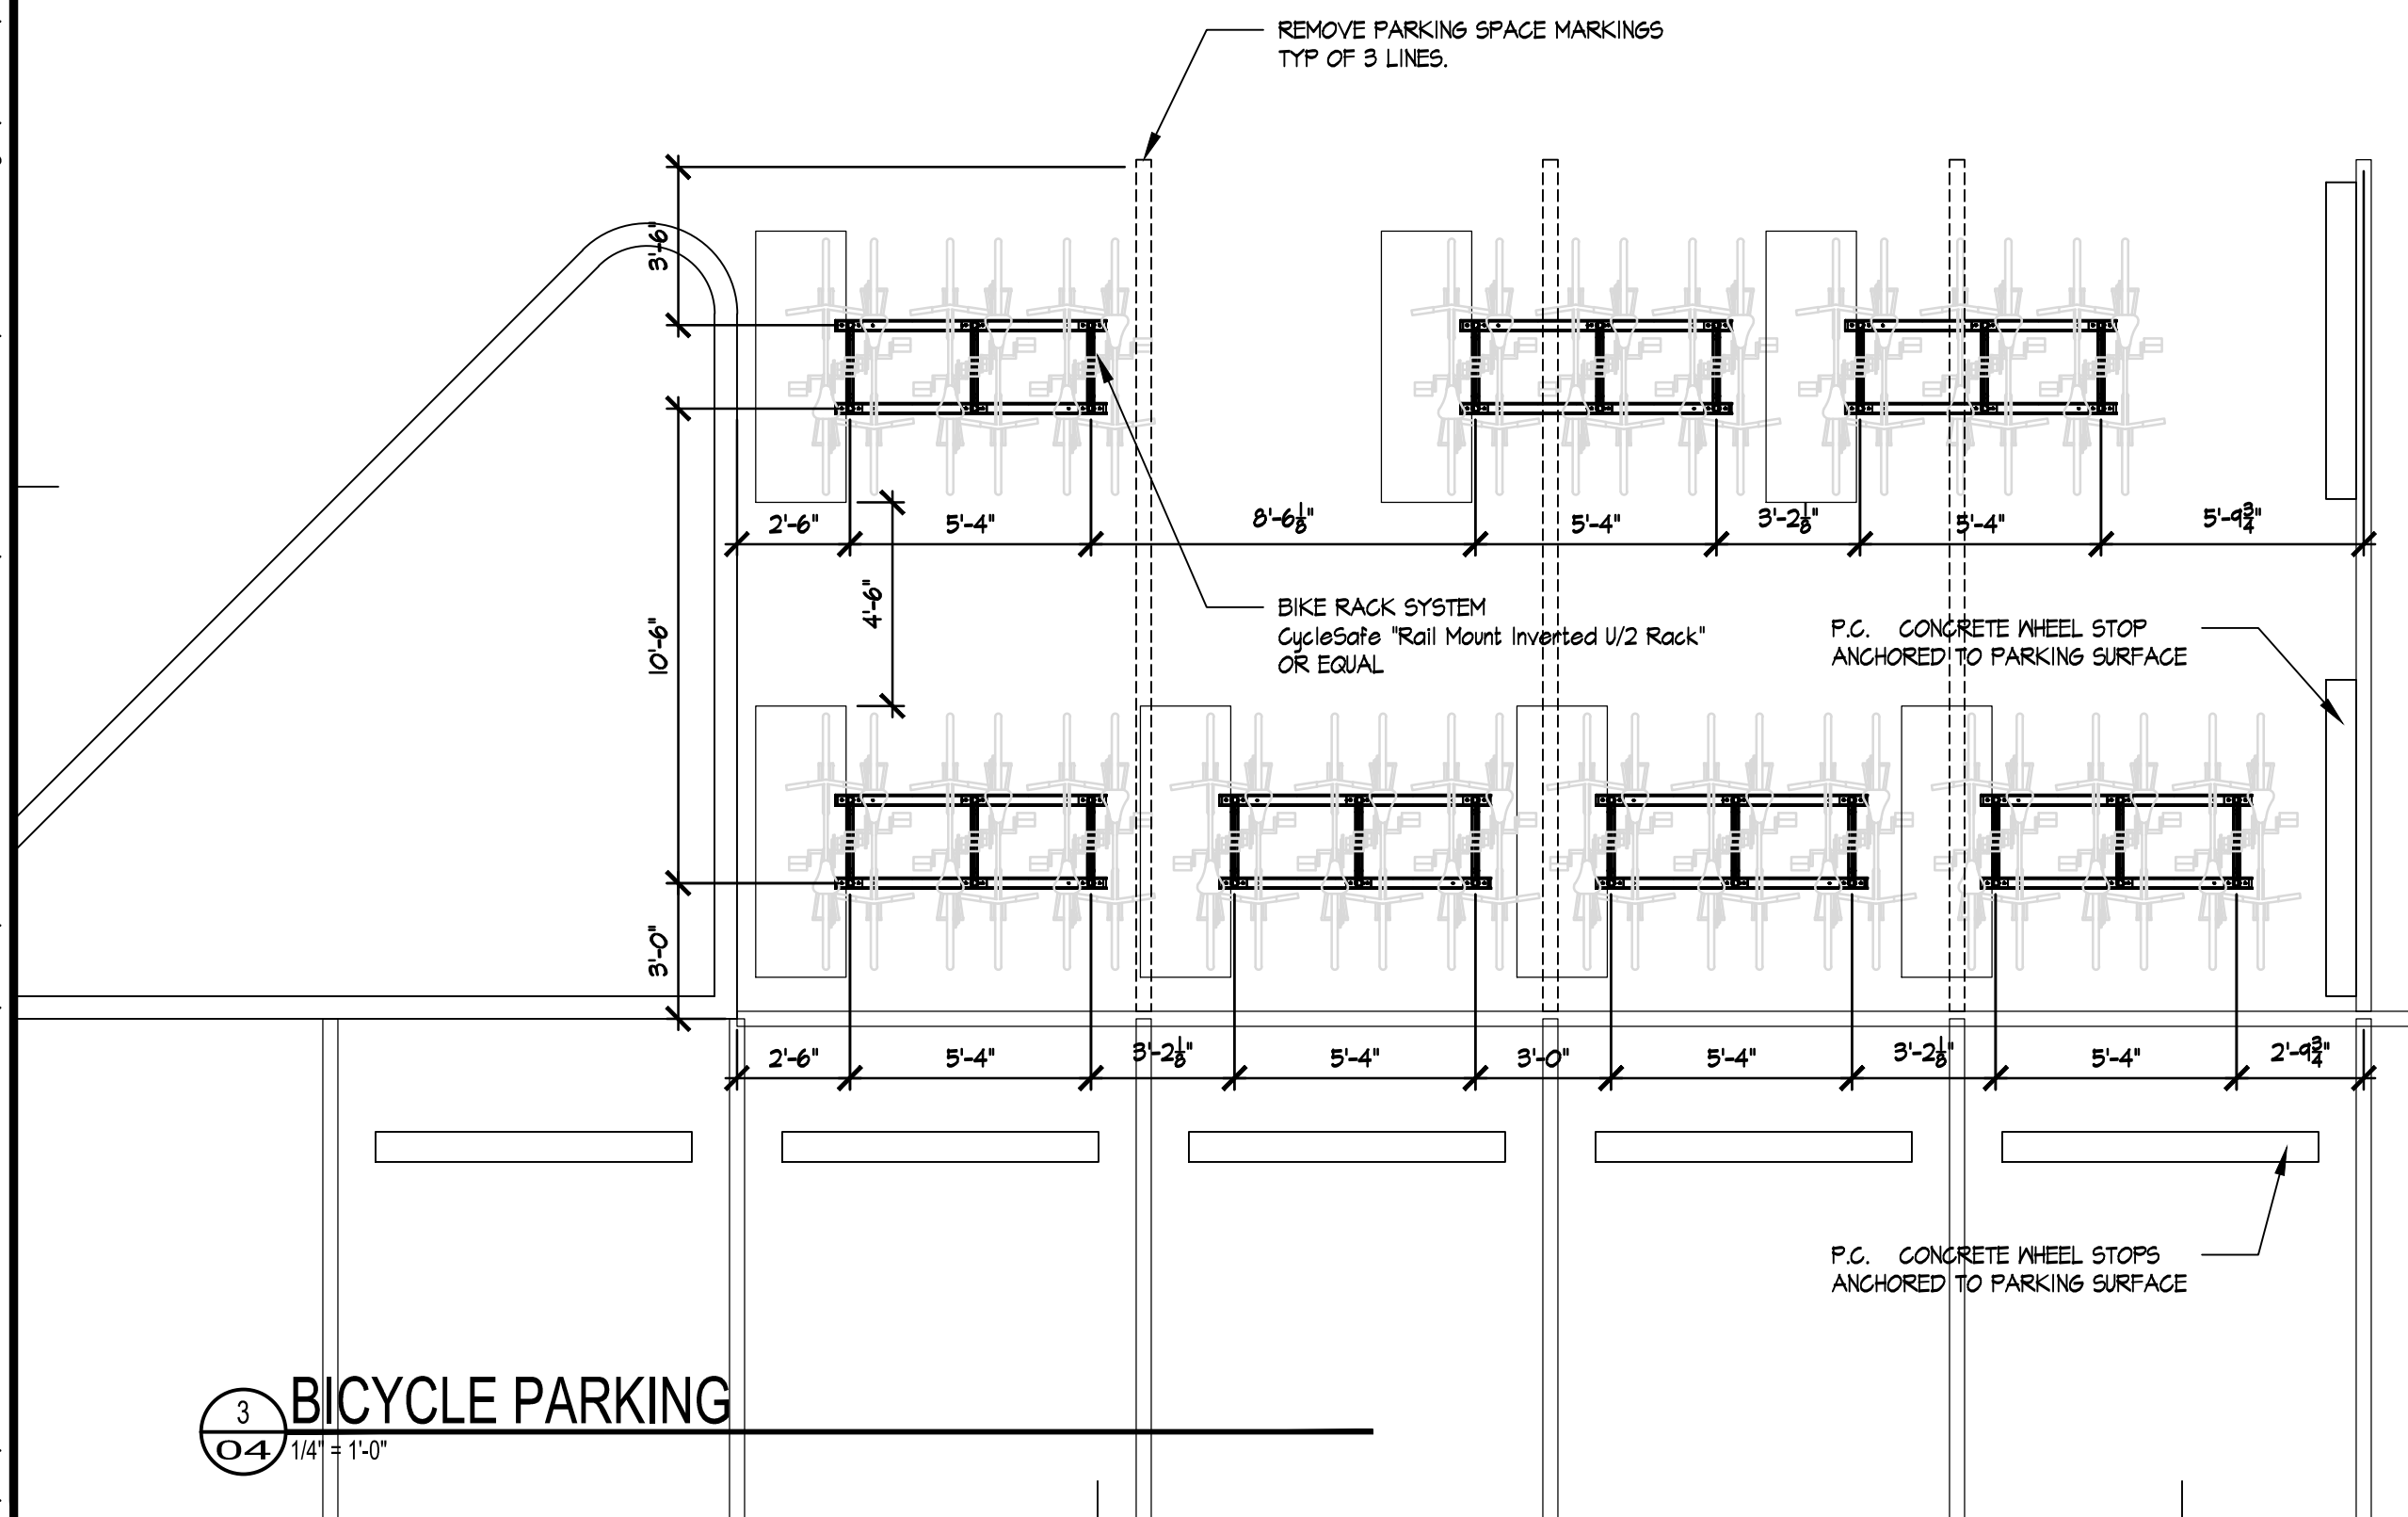 REMOVE PARKING SPACE MARKINGS
TYP OF 3 LINES.
3'-6"
2'-6"
5'-4"
8'-6⅛"
5'-4"
3'-2⅛"
5'-4"
5'-9¾"
4'-6"
10'-6"
BIKE RACK SYSTEM
CycleSafe "Rail Mount Inverted U/2 Rack"
OR EQUAL
P.C. CONCRETE WHEEL STOP
ANCHORED TO PARKING SURFACE
3'-0"
2'-6"
5'-4"
3'-2⅛"
5'-4"
3'-0"
5'-4"
3'-2⅛"
5'-4"
2'-9¾"
P.C. CONCRETE WHEEL STOPS
ANCHORED TO PARKING SURFACE
3
04
BICYCLE PARKING
1/4" = 1'-0"